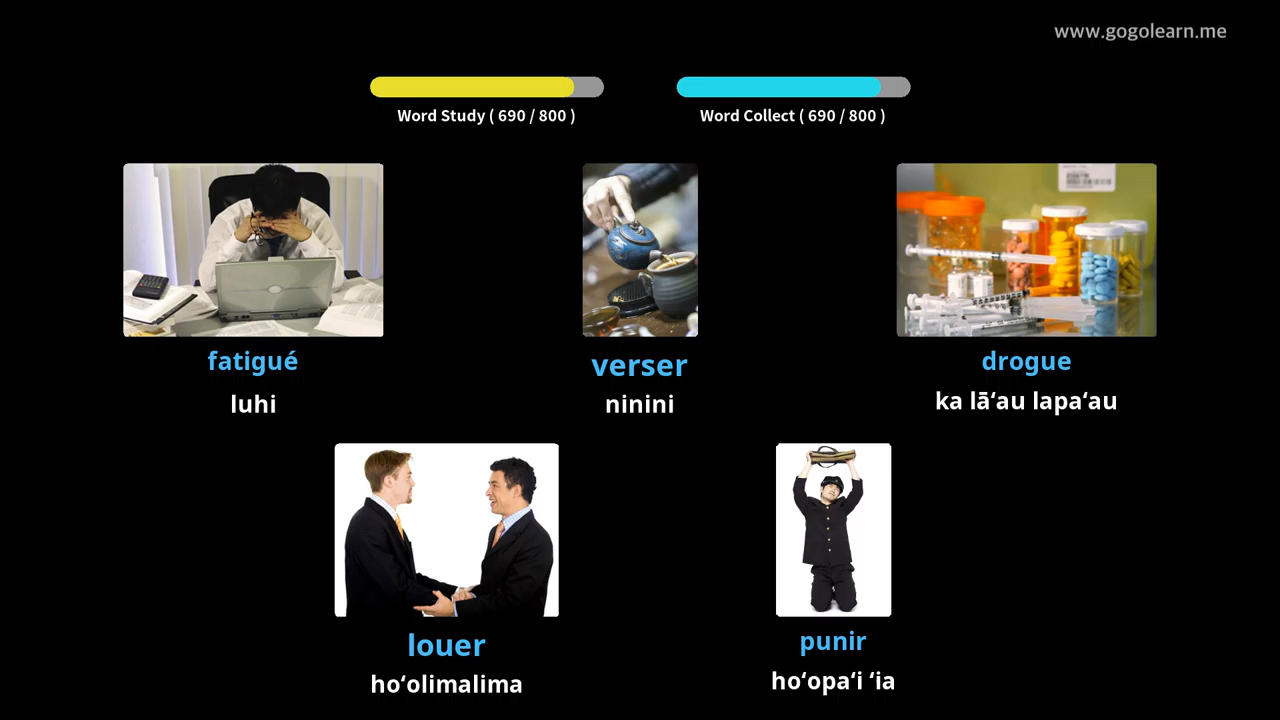 www.gogolearn.me
Word Study ( 690 / 800 )
Word Collect ( 690 / 800 )
fatigué
verser
drogue
luhi
ninini
ka lāʻau lapaʻau
louer
punir
hoʻolimalima
hoʻopaʻi ʻia